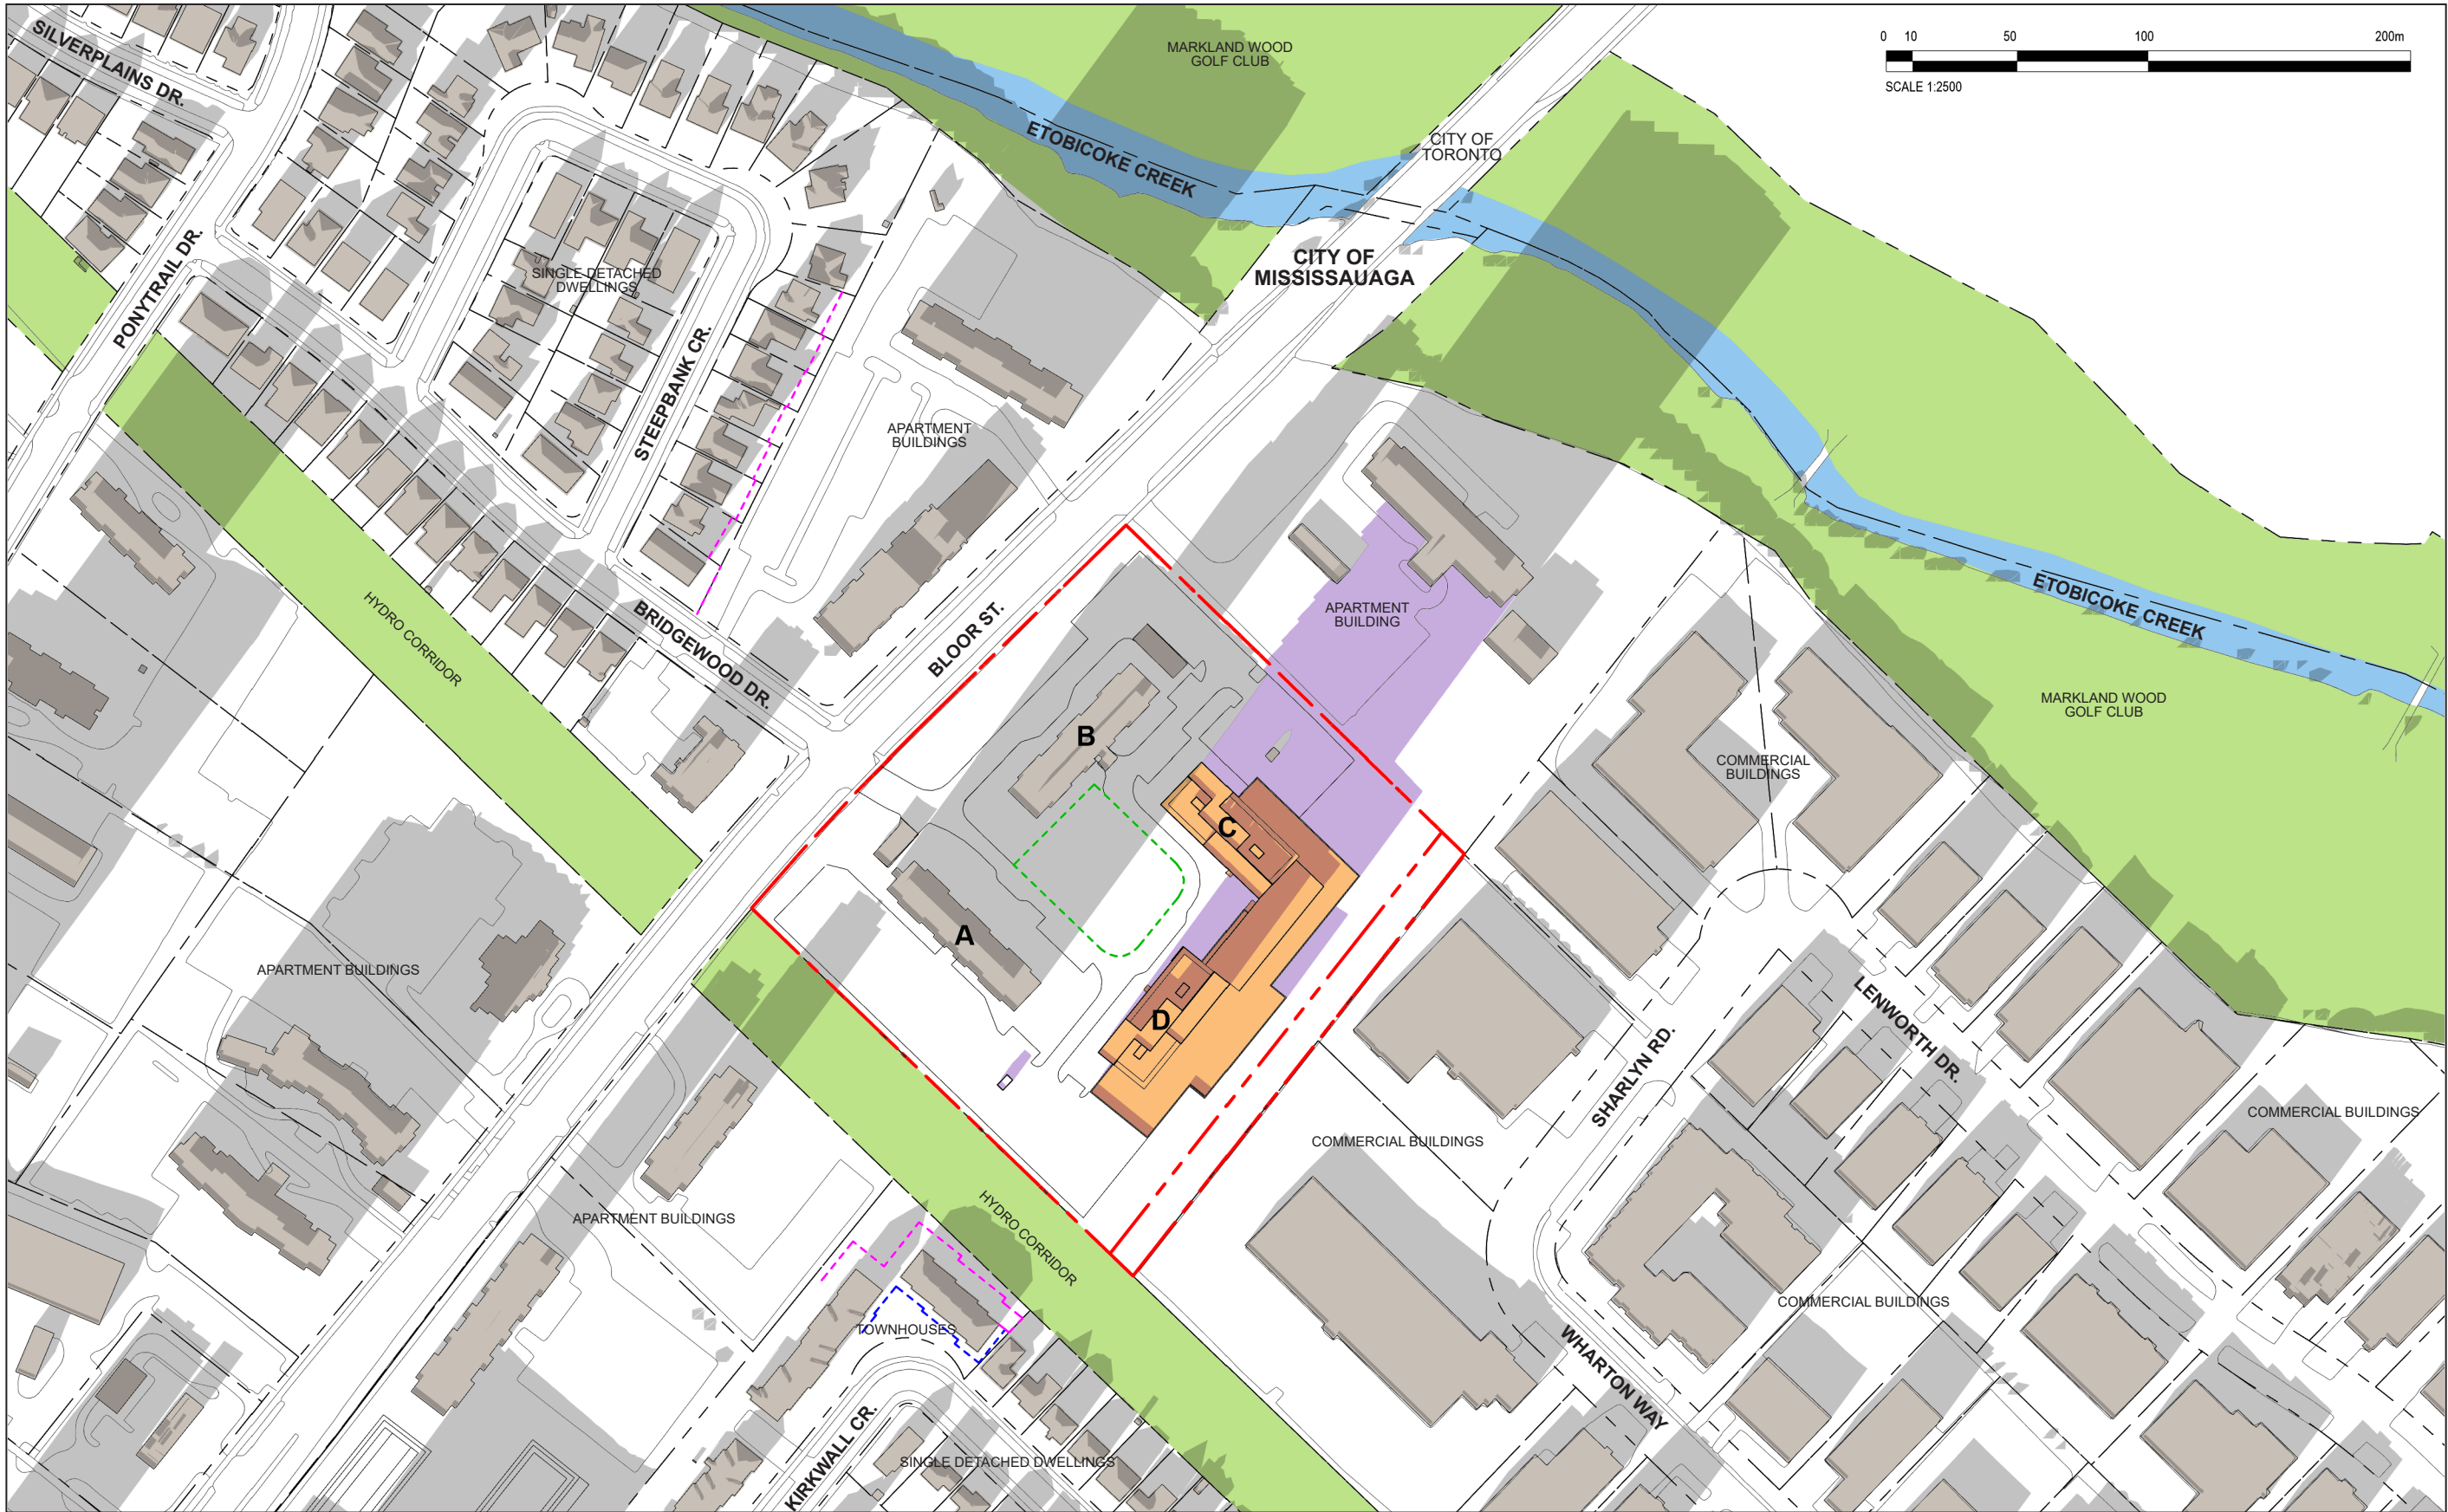 SILVERPLAINS DR.
MARKLAND WOOD
GOLF CLUB
0 10 50 100 200m
SCALE 1:2500
ETOBICOKE CREEK
CITY OF
TORONTO
CITY OF
MISSISSAUAGA
PONYTRAIL DR.
SINGLE DETACHED
DWELLINGS
STEEPBANK CR.
APARTMENT
BUILDINGS
HYDRO CORRIDOR
BRIDGEWOOD DR.
BLOOR ST.
APARTMENT
BUILDING
ETOBICOKE CREEK
MARKLAND WOOD
GOLF CLUB
B
COMMERCIAL
BUILDINGS
C
A
APARTMENT BUILDINGS
D
LENWORTH DR.
SHARLYN RD.
COMMERCIAL BUILDINGS
COMMERCIAL BUILDINGS
APARTMENT BUILDINGS
HYDRO CORRIDOR
COMMERCIAL BUILDINGS
TOWNHOUSES
WHARTON WAY
KIRKWALL CR.
SINGLE DETACHED DWELLINGS